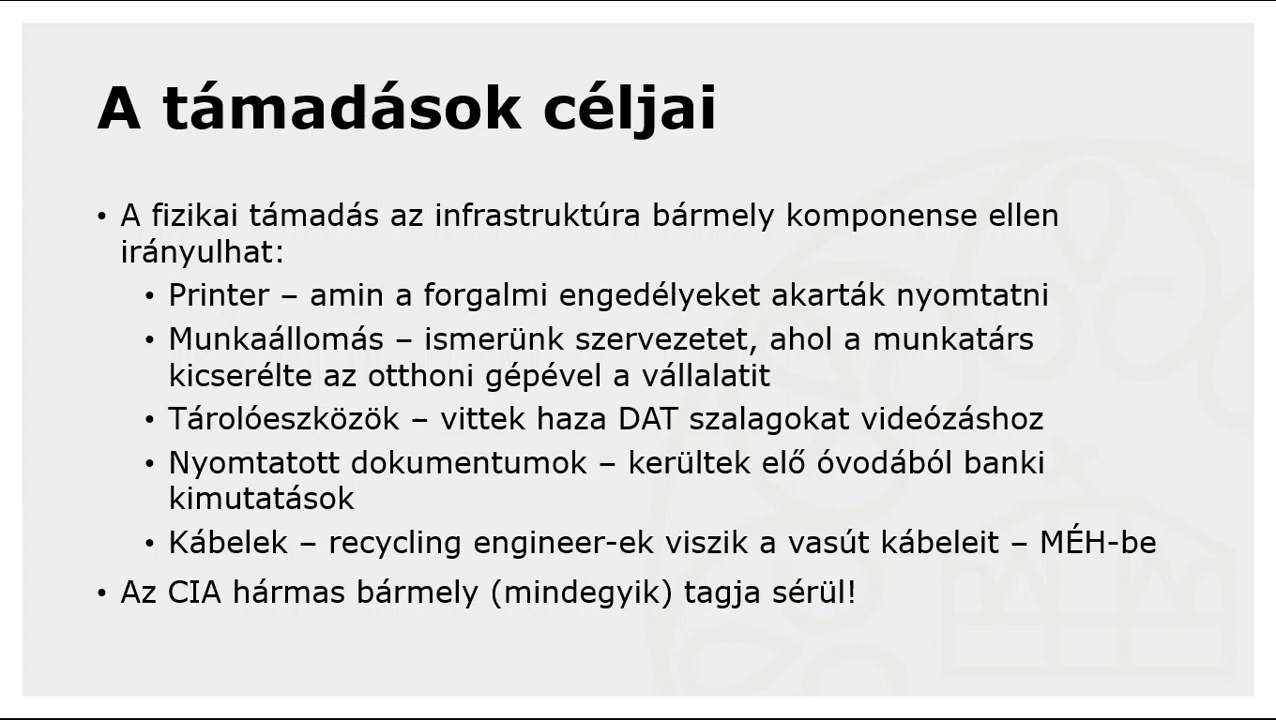 A támadások céljai
• A fizikai támadás az infrastruktúra bármely komponense ellen
irányulhat:
• Printer – amin a forgalmi engedélyeket akarták nyomtatni
• Munkaállomás – ismerünk szervezetet, ahol a munkatárs
kicserélte az otthoni gépével a vállalatit
• Tárolóeszközök – vittek haza DAT szalagokat videózáshoz
• Nyomtatott dokumentumok – kerültek elő óvodából banki
kimutatások
• Kábelek – recycling engineer-ek viszik a vasút kábeleit – MÉH-be
• Az CIA hármas bármely (mindegyik) tagja sérül!